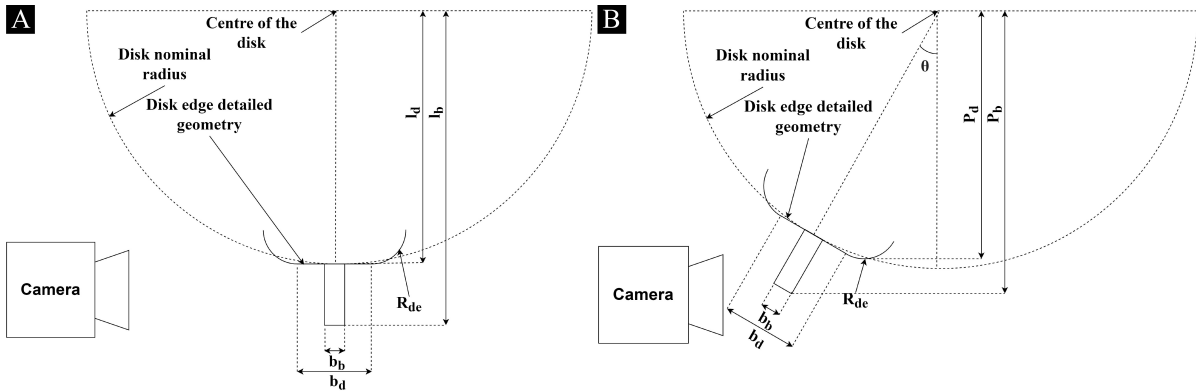 A
Centre of the
disk
Disk nominal
radius
Disk edge detailed
geometry
l_d
l_b
Camera
R_de
b_b
b_d
B
Centre of the
disk
θ
Disk nominal
radius
Disk edge detailed
geometry
P_d
P_b
Camera
R_de
b_b
b_d